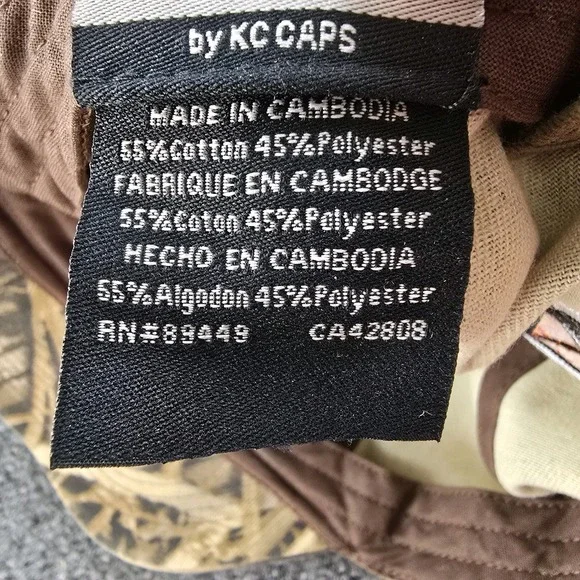 by KC CAPS
MADE IN CAMBODIA
55%Cotton 45%Polyester
FABRIQUE EN CAMBODGE
55%Coton 45%Polyester
HECHO EN CAMBODIA
55%Algodon 45%Polyester
RN#89449 CA42808